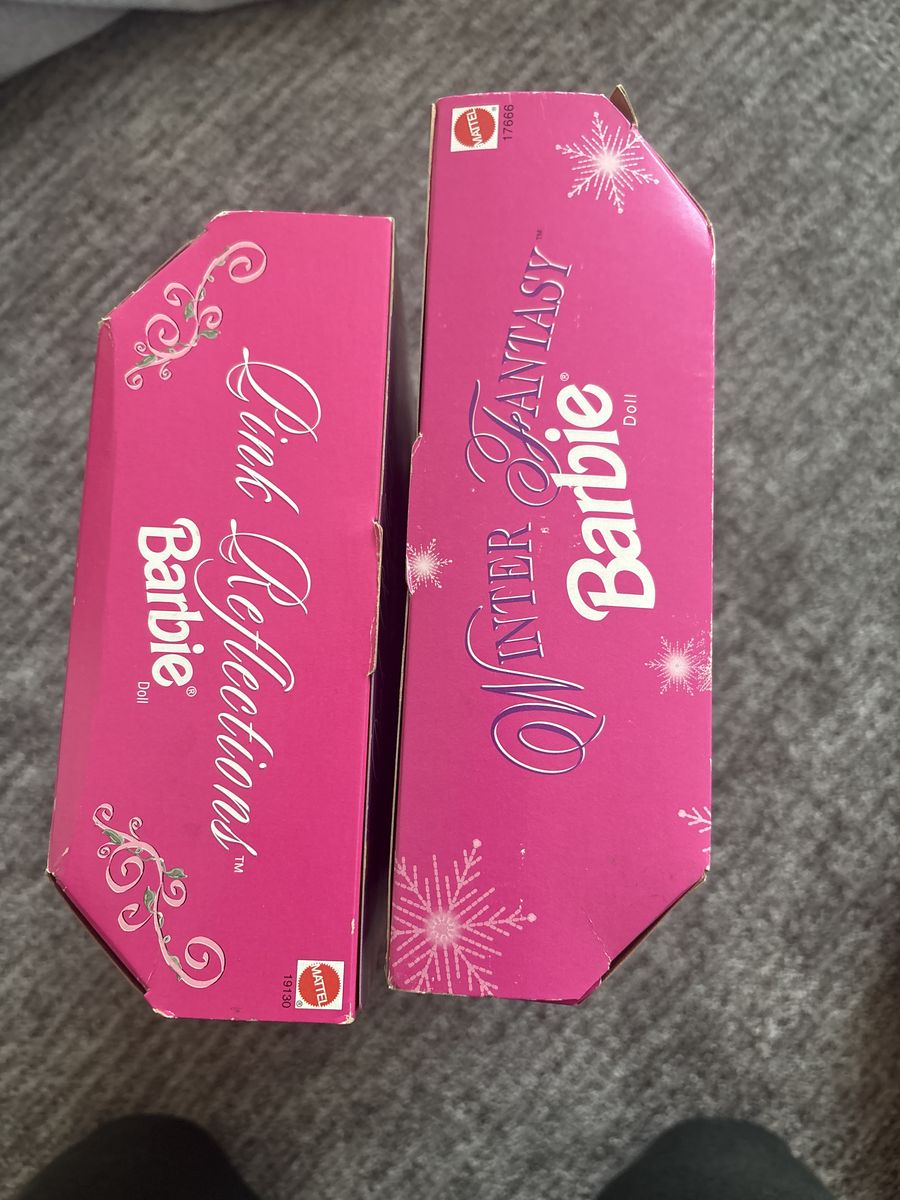 Pink Reflections™
Barbie®
Doll
MATTEL®
19130
MATTEL®
17666
WINTER FANTASY™
Barbie®
Doll